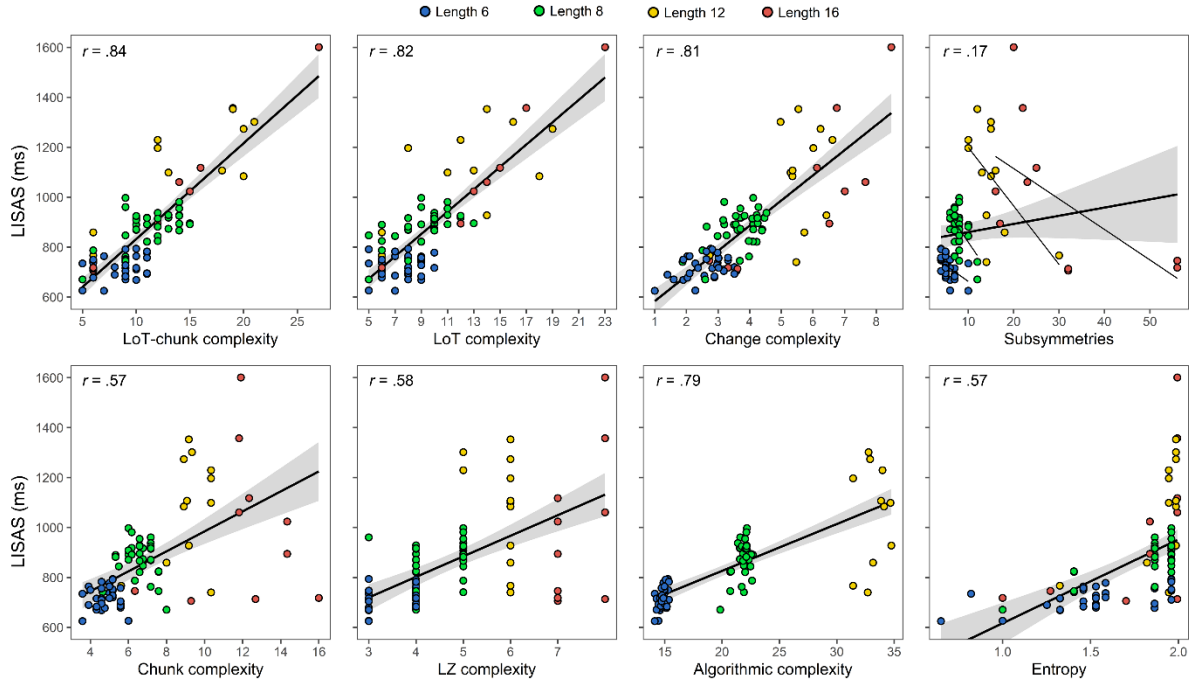 Length 6 Length 8 Length 12 Length 16
r = .84 r = .82 r = .81 r = .17
LISAS (ms)
1600
1400
1200
1000
800
600
5 10 15 20 25
5 7 9 11 13 15 17 19 21 23
1 2 3 4 5 6 7 8
10 20 30 40 50
LoT-chunk complexity LoT complexity Change complexity Subsymmetries
r = .57 r = .58 r = .79 r = .57
LISAS (ms)
1600
1400
1200
1000
800
600
4 6 8 10 12 14 16
3 4 5 6 7
15 20 25 30 35
1.0 1.5 2.0
Chunk complexity LZ complexity Algorithmic complexity Entropy